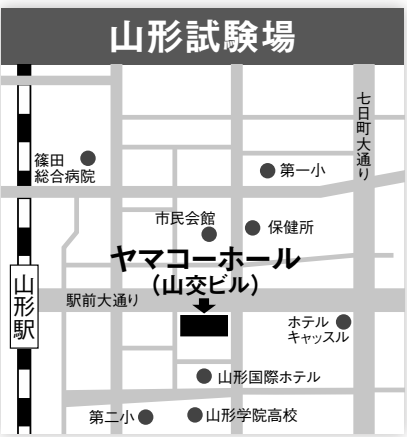 山形試験場
七日町大通り
篠田
総合病院
第一小
市民会館
保健所
ヤマコーホール
(山交ビル)
山形駅
駅前大通り
ホテル
キャッスル
山形国際ホテル
第二小
山形学院高校